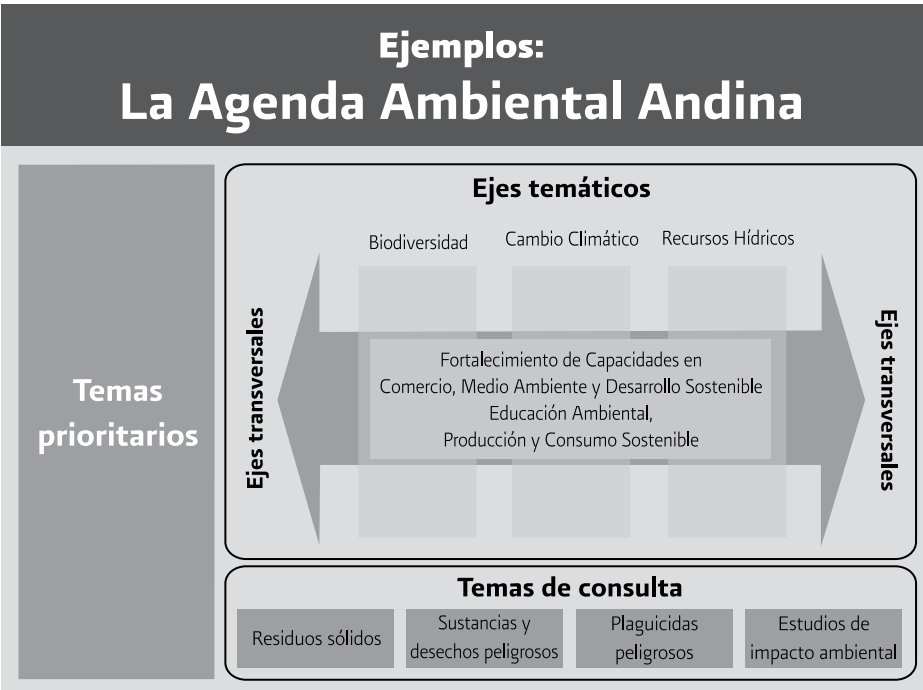 Ejemplos:
La Agenda Ambiental Andina
Temas
prioritarios
Ejes temáticos
Biodiversidad
Cambio Climático
Recursos Hídricos
Ejes transversales
Fortalecimiento de Capacidades en
Comercio, Medio Ambiente y Desarrollo Sostenible
Educación Ambiental,
Producción y Consumo Sostenible
Ejes transversales
Temas de consulta
Residuos sólidos
Sustancias y
desechos peligrosos
Plaguicidas
peligrosos
Estudios de
impacto ambiental